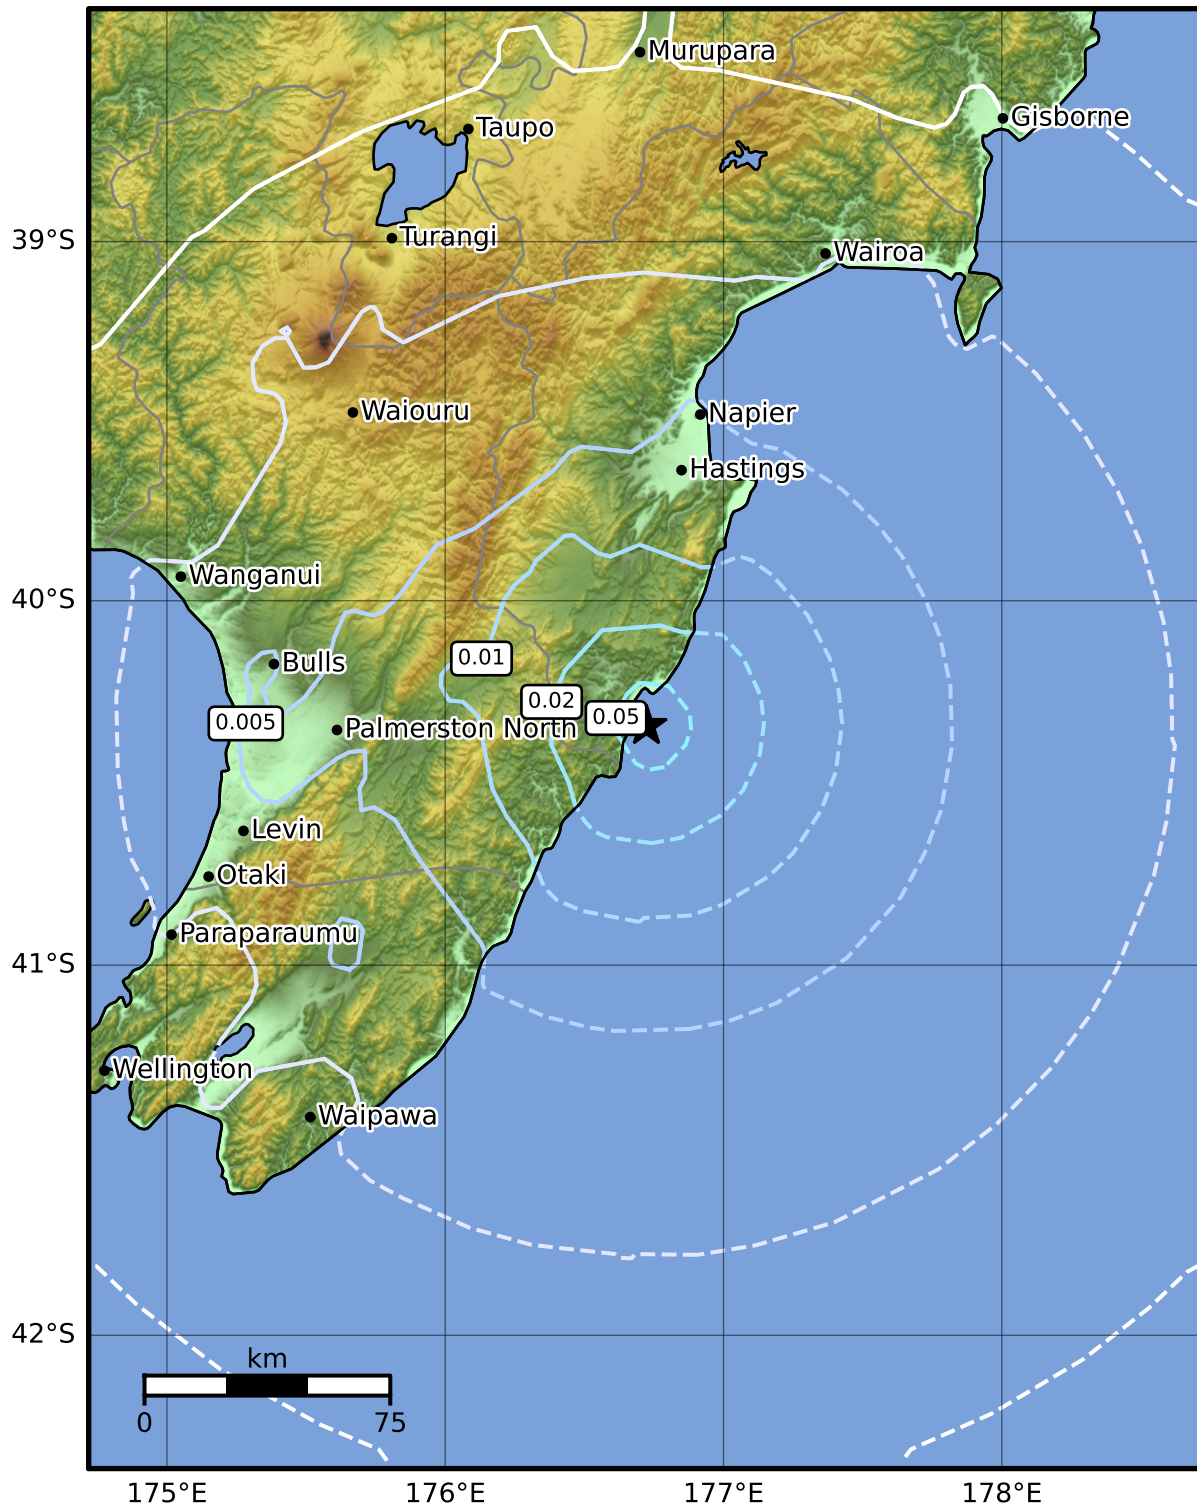 Murupara
Gisborne
Taupo
39°S
Turangi
Wairoa
Waiouru
Napier
Hastings
Wanganui
40°S
0.01
Bulls
0.02
0.05
0.005
Palmerston North
Levin
Otaki
Paraparaumu
41°S
Wellington
Waipawa
42°S
km
0 75
175°E 176°E 177°E 178°E